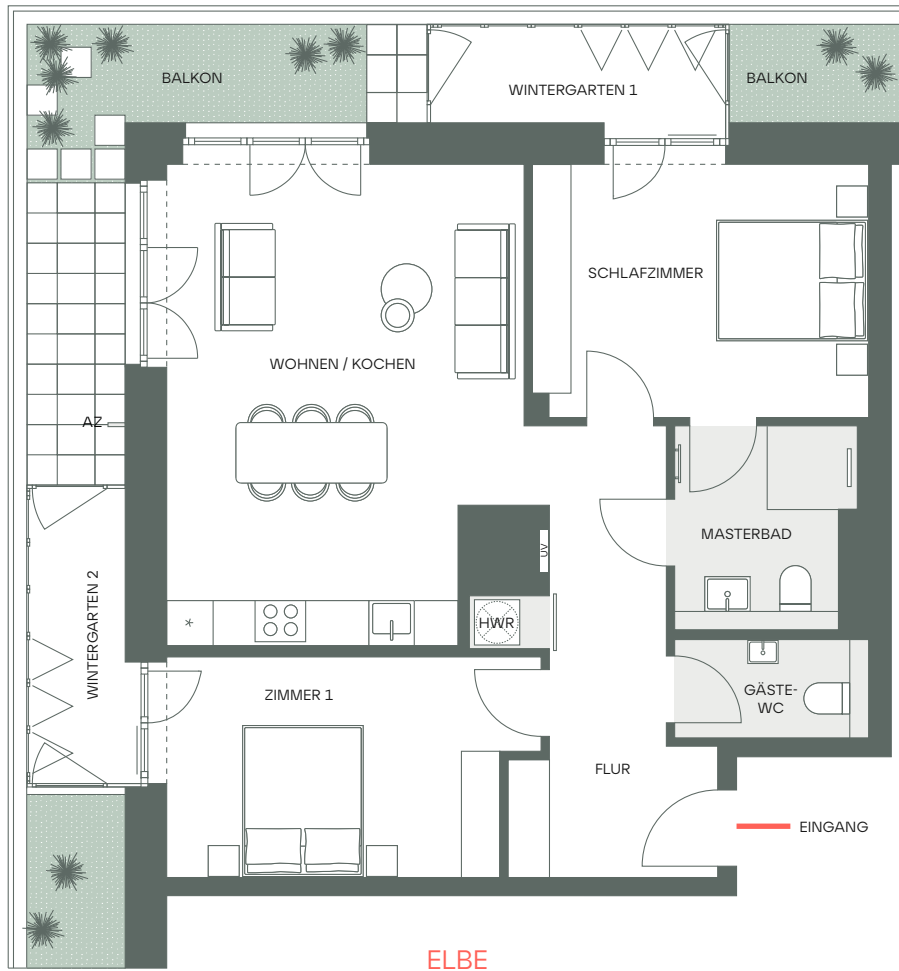 BALKON
BALKON
WINTERGARTEN 1
SCHLAFZIMMER
WOHNEN / KOCHEN
AZ
MASTERBAD
UV
WINTERGARTEN 2
HWR
ZIMMER 1
GÄSTE-
WC
FLUR
EINGANG
ELBE